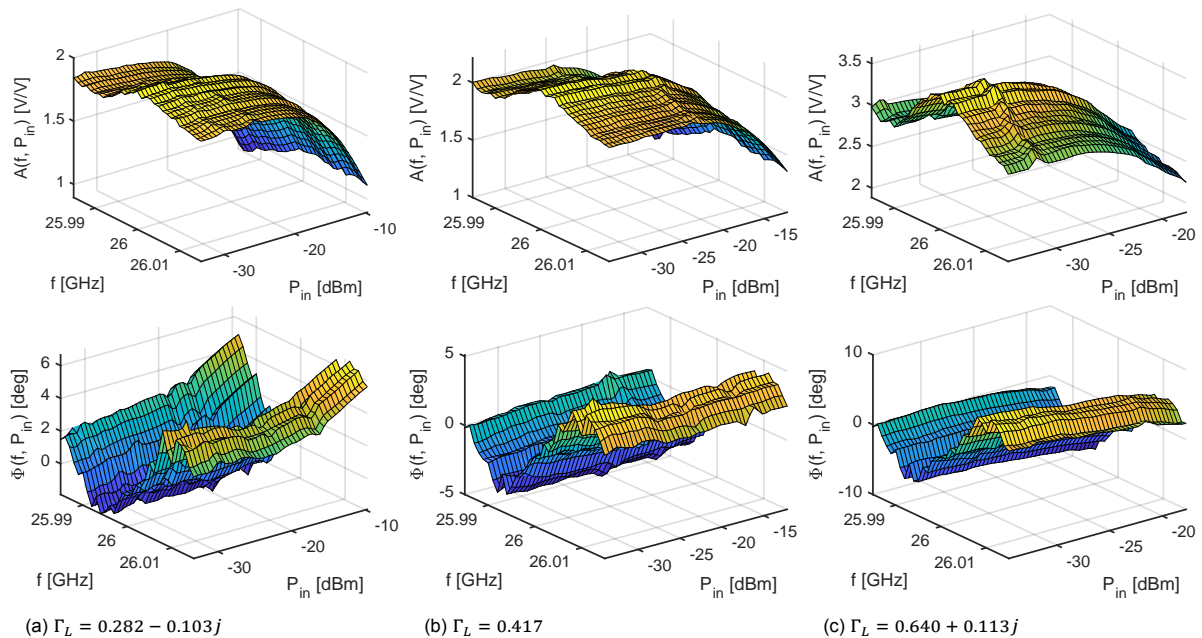 2
1.5
1
A(f, P_in) [V/V]
25.99
26
26.01
f [GHz]
-30
-20
-10
P_in [dBm]
2
1.5
1
A(f, P_in) [V/V]
25.99
26
26.01
f [GHz]
-30
-25
-20
-15
P_in [dBm]
3.5
3
2.5
2
A(f, P_in) [V/V]
25.99
26
26.01
f [GHz]
-30
-25
-20
P_in [dBm]
6
4
2
0
Φ (f, P_in) [deg]
25.99
26
26.01
f [GHz]
-30
-20
-10
P_in [dBm]
5
0
-5
Φ (f, P_in) [deg]
25.99
26
26.01
f [GHz]
-30
-25
-20
-15
P_in [dBm]
10
0
-10
Φ (f, P_in) [deg]
25.99
26
26.01
f [GHz]
-30
-25
-20
P_in [dBm]
(a) Γ_L = 0.282 − 0.103j
(b) Γ_L = 0.417
(c) Γ_L = 0.640 + 0.113j